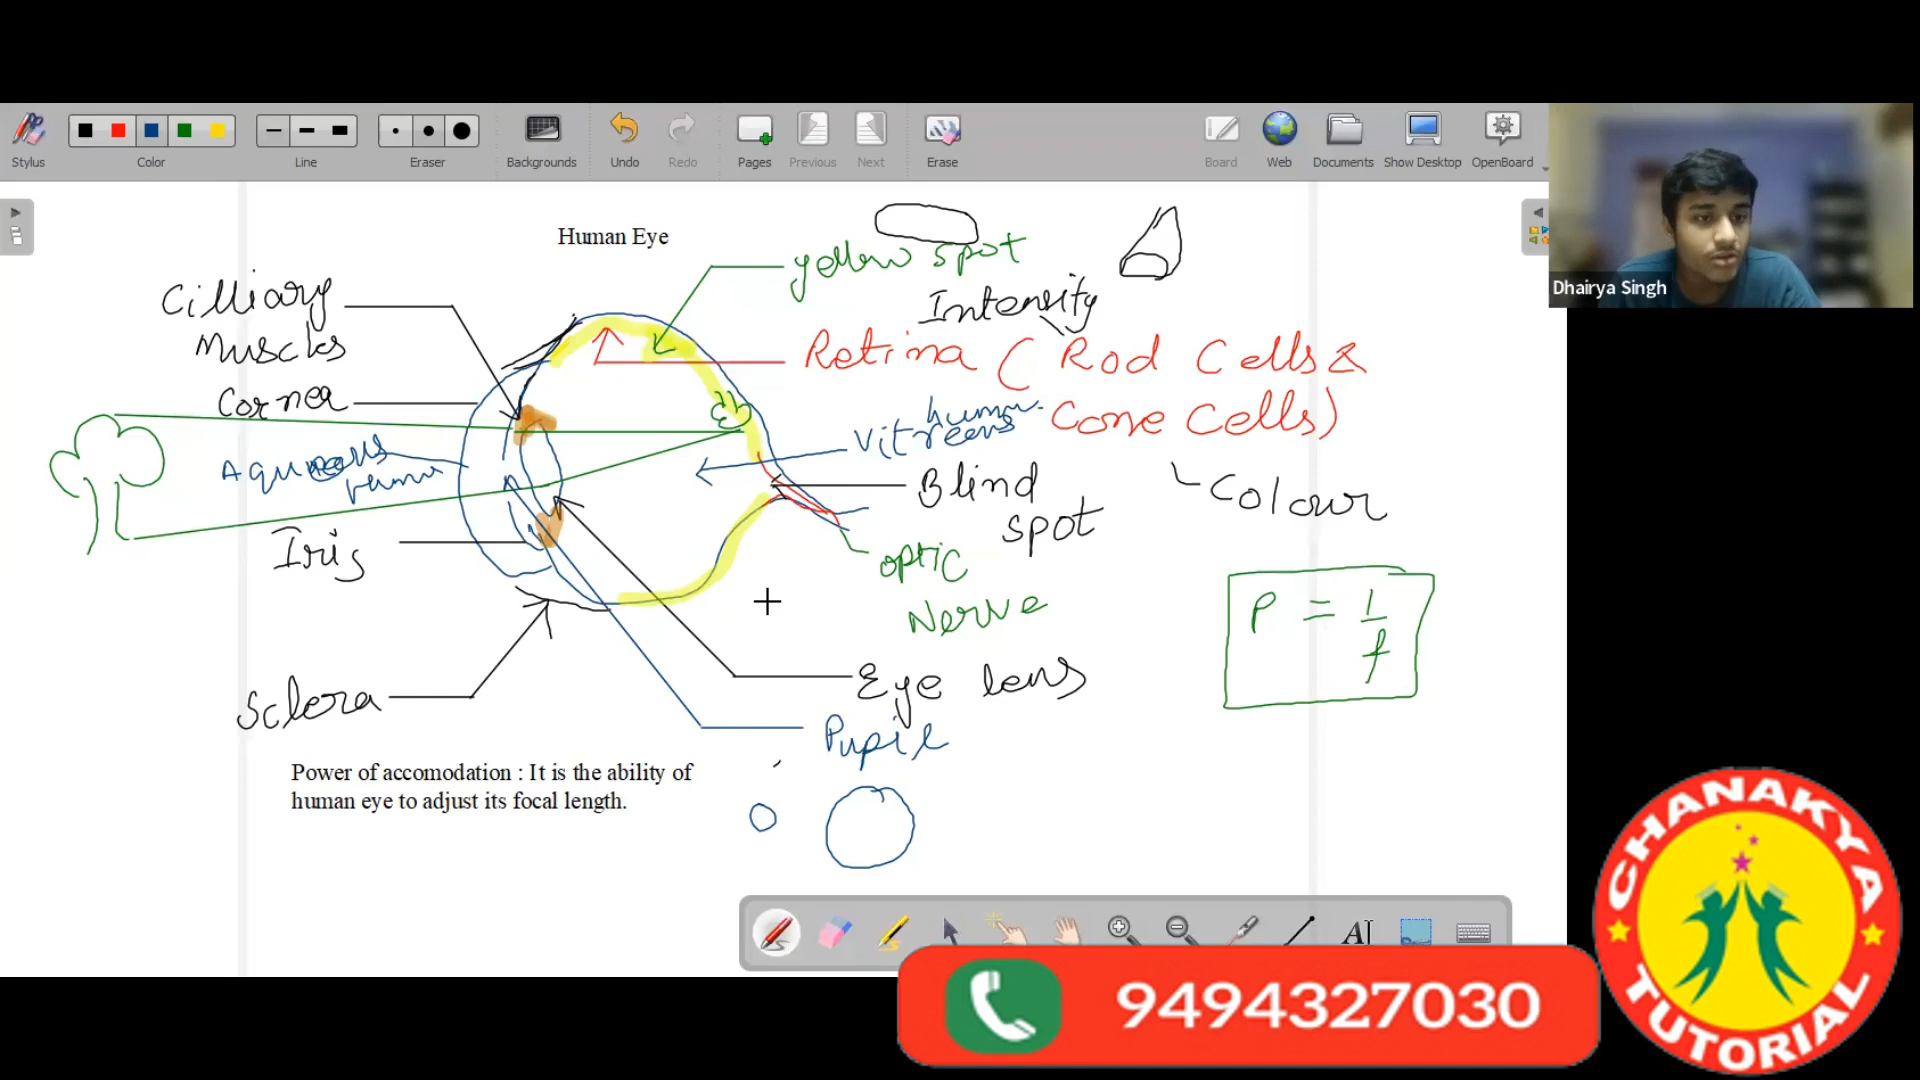 Stylus
Color
Line
Eraser
Backgrounds
Undo
Redo
Pages
Previous
Next
Erase
Board
Web
Documents
Show Desktop
OpenBoard
Dhairya Singh
Human Eye
yellow spot
Intensity
Cilliary
Muscles
Retina ( Rod Cells &
Cone Cells)
Cornea
Vitreous
Aqueous
Blind
spot
Colour
Iris
optic
Nerve
P = 1
f
Eye lens
Sclera
Pupil
Power of accomodation : It is the ability of
human eye to adjust its focal length.
9494327030
CHANAKYA
TUTORIAL